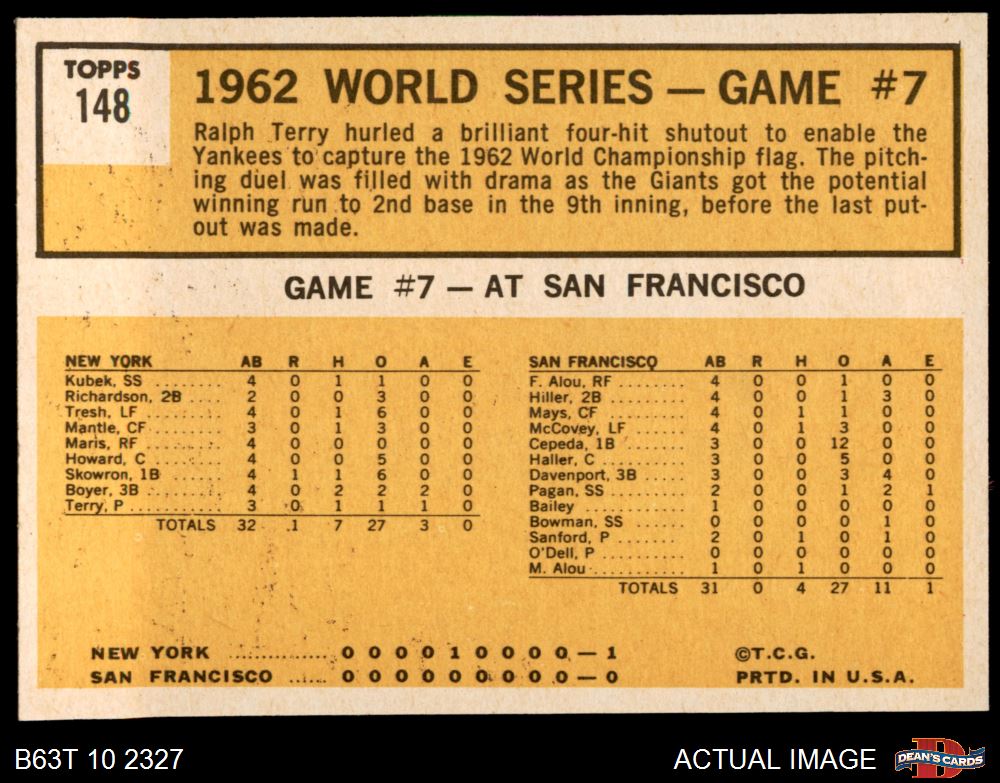 TOPPS
148
1962 WORLD SERIES — GAME #7
Ralph Terry hurled a brilliant four-hit shutout to enable the
Yankees to capture the 1962 World Championship flag. The pitch-
ing duel was filled with drama as the Giants got the potential
winning run to 2nd base in the 9th inning, before the last put-
out was made.
GAME #7 — AT SAN FRANCISCO
NEW YORK AB R H O A E
Kubek, SS ........ 4 0 1 1 0 0
Richardson, 2B .... 2 0 0 3 0 0
Tresh, LF ........ 4 0 1 6 0 0
Mantle, CF ........ 3 0 1 3 0 0
Maris, RF ........ 4 0 0 0 0 0
Howard, C ........ 4 0 0 5 0 0
Skowron, 1B ...... 4 1 1 6 0 0
Boyer, 3B ........ 4 0 2 2 2 0
Terry, P .......... 3 0 1 1 1 0
TOTALS 32 1 7 27 3 0
SAN FRANCISCO AB R H O A E
F. Alou, RF ........ 4 0 0 1 0 0
Hiller, 2B ........ 4 0 0 1 3 0
Mays, CF .......... 4 0 1 1 0 0
McCovey, LF ...... 4 0 1 3 0 0
Cepeda, 1B ........ 3 0 0 12 0 0
Haller, C .......... 3 0 0 5 0 0
Davenport, 3B ...... 3 0 0 3 4 0
Pagan, SS ........ 2 0 0 1 2 1
Bailey ............ 1 0 0 0 0 0
Bowman, SS ...... 0 0 0 0 1 0
Sanford, P ........ 2 0 1 0 1 0
O'Dell, P .......... 0 0 0 0 0 0
M. Alou .......... 1 0 1 0 0 0
TOTALS 31 0 4 27 11 1
NEW YORK .............. 0 0 0 0 1 0 0 0 0 — 1
SAN FRANCISCO ...... 0 0 0 0 0 0 0 0 0 — 0
©T.C.G.
PRTD. IN U.S.A.
B63T 10 2327
ACTUAL IMAGE
D
DEAN'S CARDS